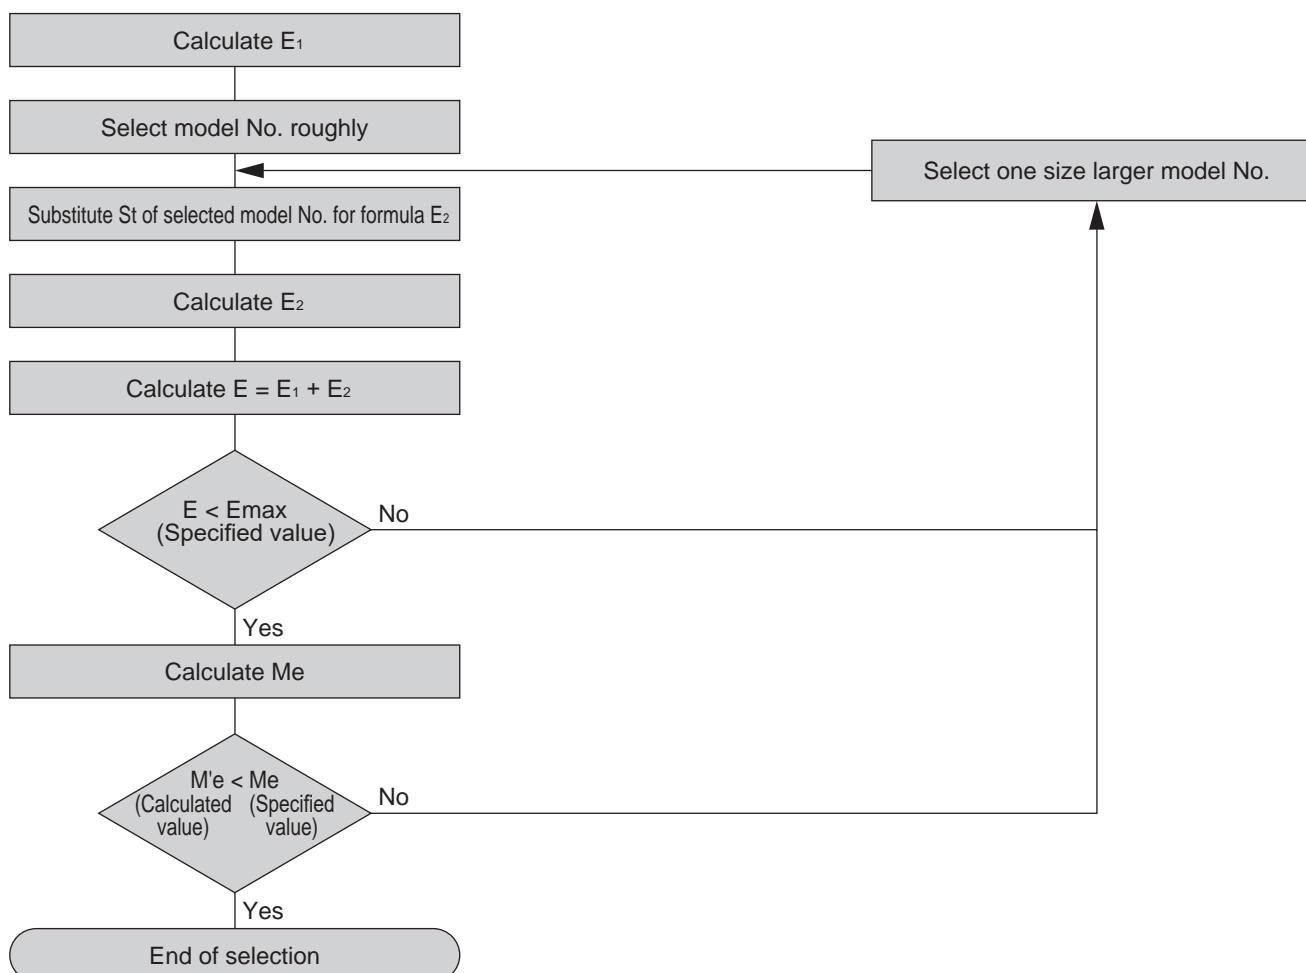 Calculate E₁
Select model No. roughly
Select one size larger model No.
Substitute St of selected model No. for formula E₂
Calculate E₂
Calculate E = E₁ + E₂
E < Emax
(Specified value)
No
Yes
Calculate Me
M'e < Me
(Calculated (Specified
value) value)
No
Yes
End of selection